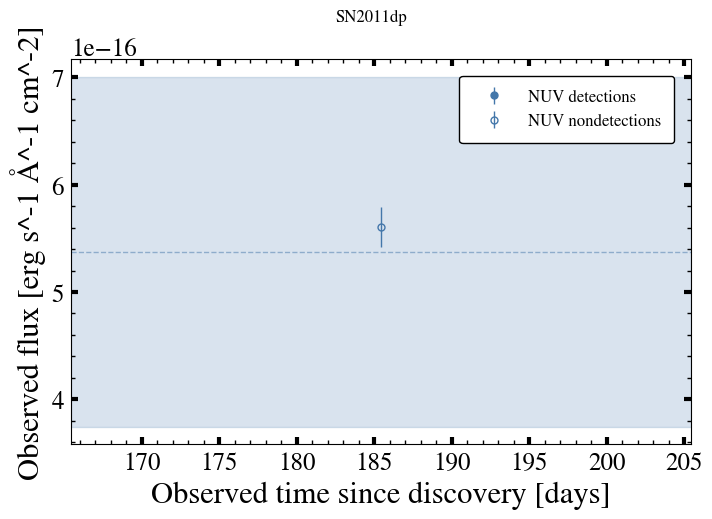 SN2011dp
1e−16
NUV detections
NUV nondetections
7
6
5
4
Observed flux [erg s^-1 Å^-1 cm^-2]
170 175 180 185 190 195 200 205
Observed time since discovery [days]